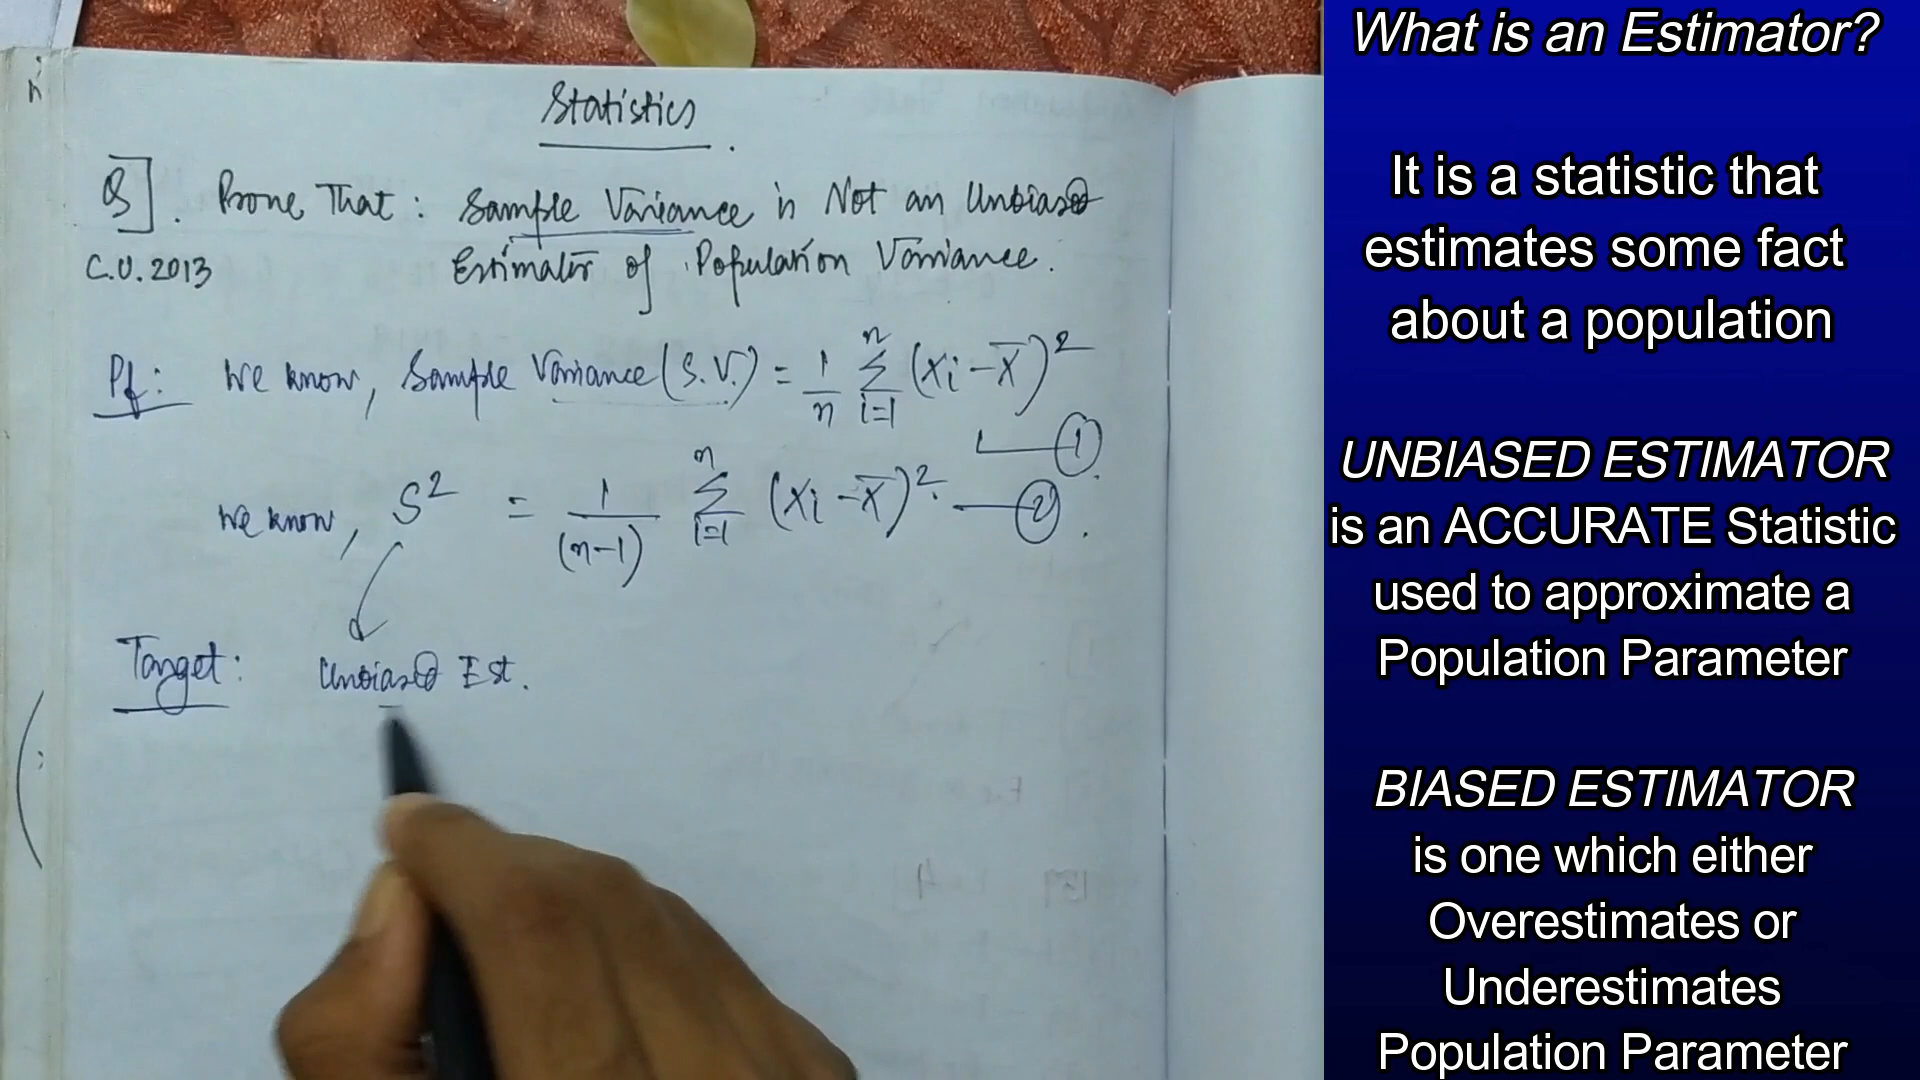 Statistics.
Q]. Prove That: Sample Variance is Not an Unbiased
C.U. 2013 Estimator of Population Variance.
Pf: We know, Sample Variance (S.V.) = 1/n Σ_{i=1}^{n} (xi - x̅)²
①
we know, S² = 1/(n-1) Σ_{i=1}^{n} (xi - x̅)². — ②.
Target: Unbiased Est.
What is an Estimator?
It is a statistic that
estimates some fact
about a population
UNBIASED ESTIMATOR
is an ACCURATE Statistic
used to approximate a
Population Parameter
BIASED ESTIMATOR
is one which either
Overestimates or
Underestimates
Population Parameter